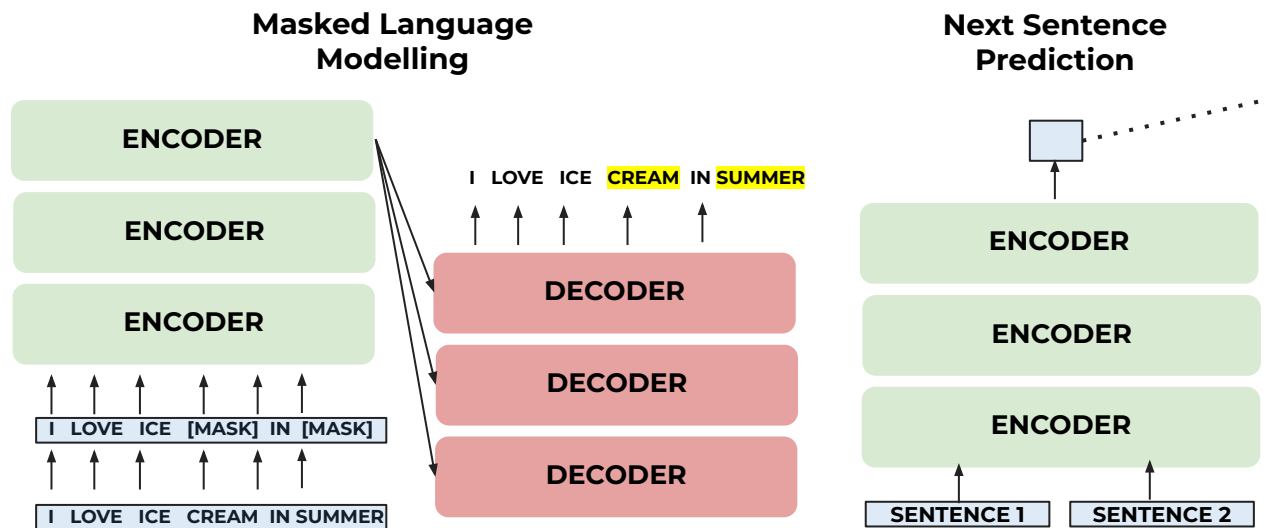 Masked Language
Modelling
ENCODER
ENCODER
ENCODER
I LOVE ICE [MASK] IN [MASK]
I LOVE ICE CREAM IN SUMMER
I LOVE ICE CREAM IN SUMMER
DECODER
DECODER
DECODER
Next Sentence
Prediction
ENCODER
ENCODER
ENCODER
SENTENCE 1
SENTENCE 2